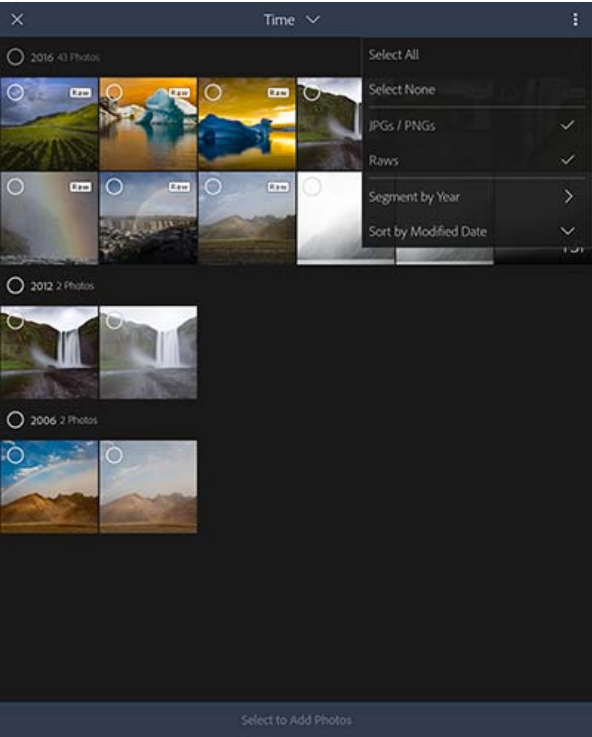 Time
2016 43 Photos
Select All
Select None
JPGs / PNGs
Raws
Segment by Year
Sort by Modified Date
Raw Raw Raw
Raw Raw Raw
2012 2 Photos
2006 2 Photos
Select to Add Photos